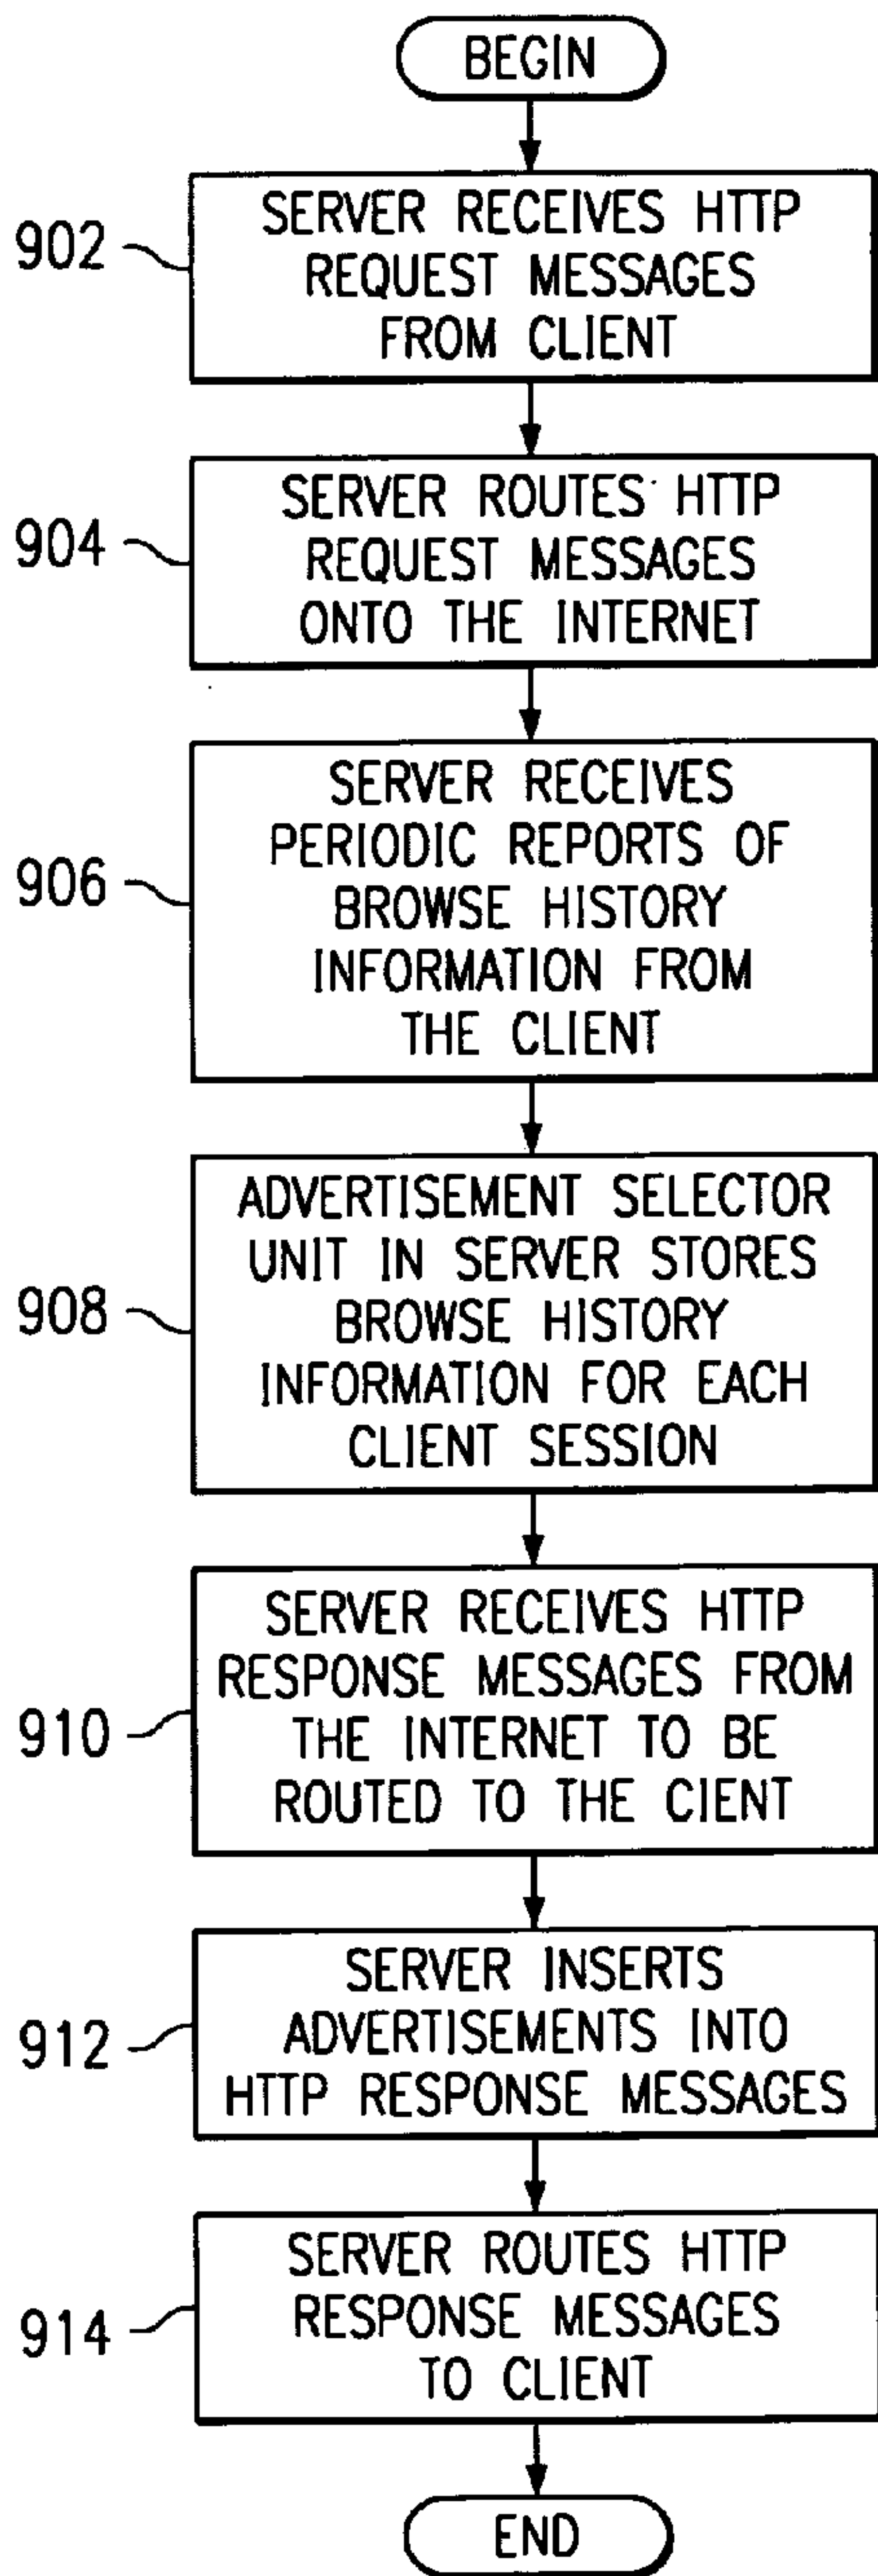 BEGIN
902
SERVER RECEIVES HTTP
REQUEST MESSAGES
FROM CLIENT
904
SERVER ROUTES HTTP
REQUEST MESSAGES
ONTO THE INTERNET
906
SERVER RECEIVES
PERIODIC REPORTS OF
BROWSE HISTORY
INFORMATION FROM
THE CLIENT
908
ADVERTISEMENT SELECTOR
UNIT IN SERVER STORES
BROWSE HISTORY
INFORMATION FOR EACH
CLIENT SESSION
910
SERVER RECEIVES HTTP
RESPONSE MESSAGES FROM
THE INTERNET TO BE
ROUTED TO THE CIENT
912
SERVER INSERTS
ADVERTISEMENTS INTO
HTTP RESPONSE MESSAGES
914
SERVER ROUTES HTTP
RESPONSE MESSAGES
TO CLIENT
END